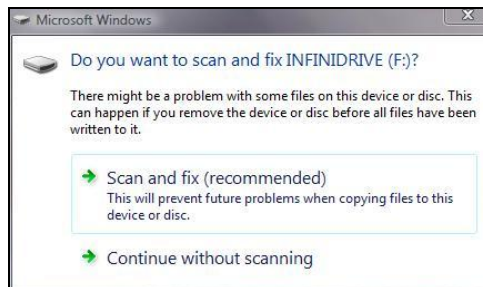 Microsoft Windows
Do you want to scan and fix INFINIDRIVE (F:)?
There might be a problem with some files on this device or disc. This
can happen if you remove the device or disc before all files have been
written to it.
Scan and fix (recommended)
This will prevent future problems when copying files to this
device or disc.
Continue without scanning